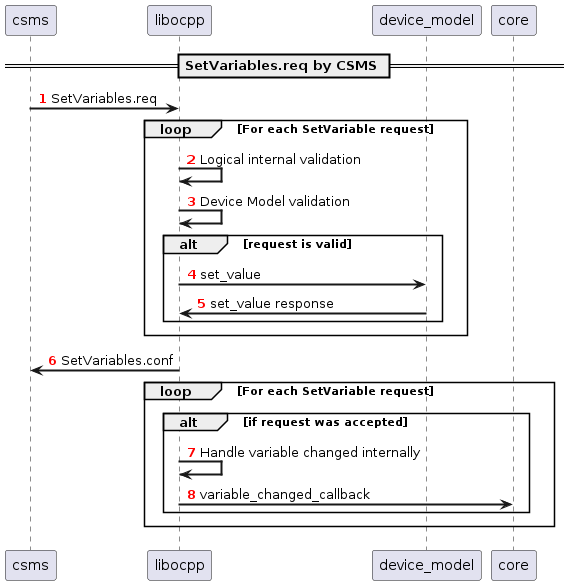 csms libocpp device_model core
SetVariables.req by CSMS
1 SetVariables.req
loop [For each SetVariable request]
2 Logical internal validation
3 Device Model validation
alt [request is valid]
4 set_value
5 set_value response
6 SetVariables.conf
loop [For each SetVariable request]
alt [if request was accepted]
7 Handle variable changed internally
8 variable_changed_callback
csms libocpp device_model core